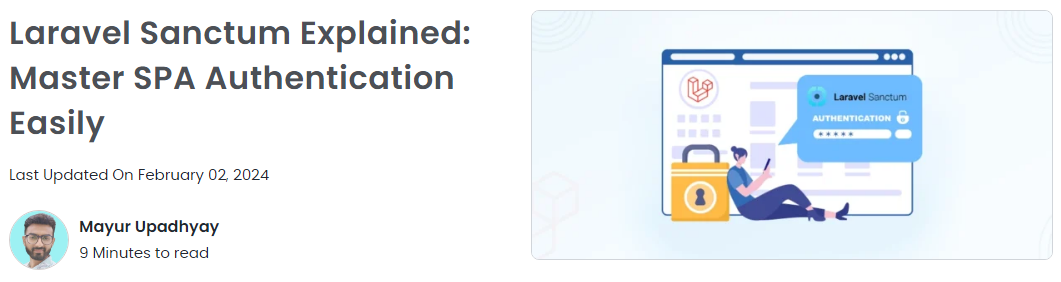 Laravel Sanctum Explained:
Master SPA Authentication
Easily
Last Updated On February 02, 2024
Mayur Upadhyay
9 Minutes to read
Laravel Sanctum
AUTHENTICATION
*****